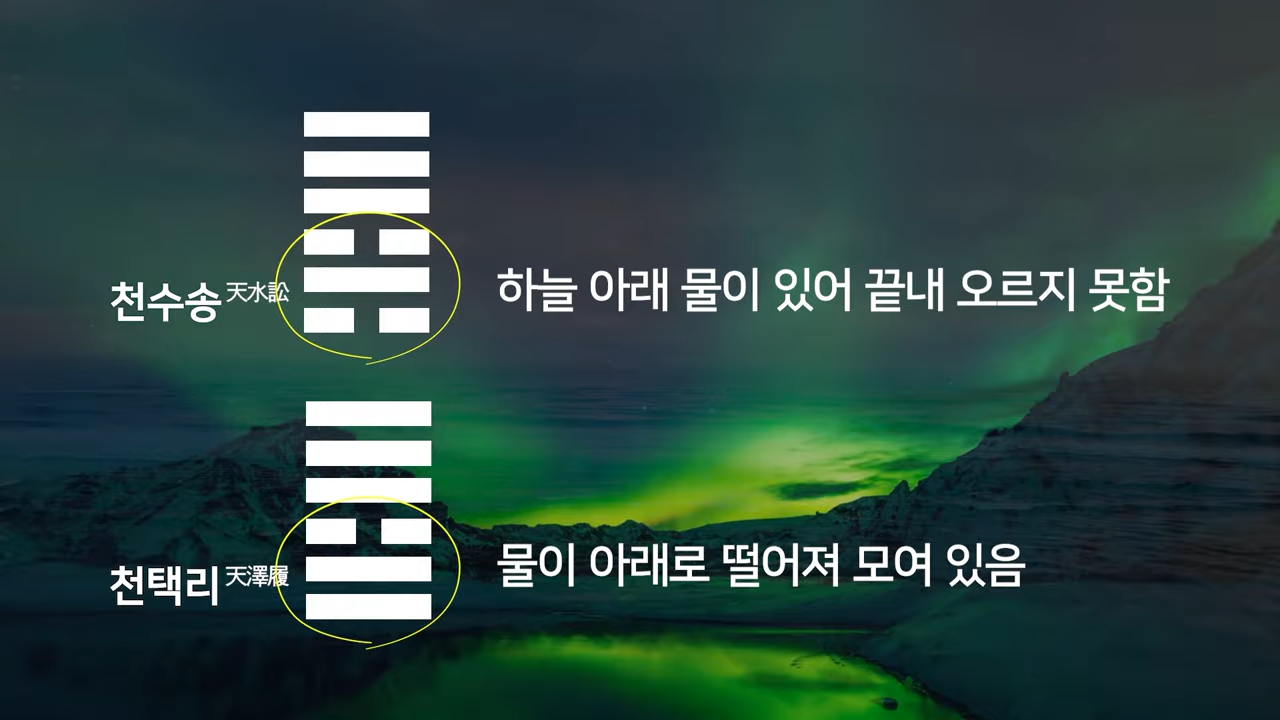 천수송 天水訟
하늘 아래 물이 있어 끝내 오르지 못함
천택리 天澤履
물이 아래로 떨어져 모여 있음